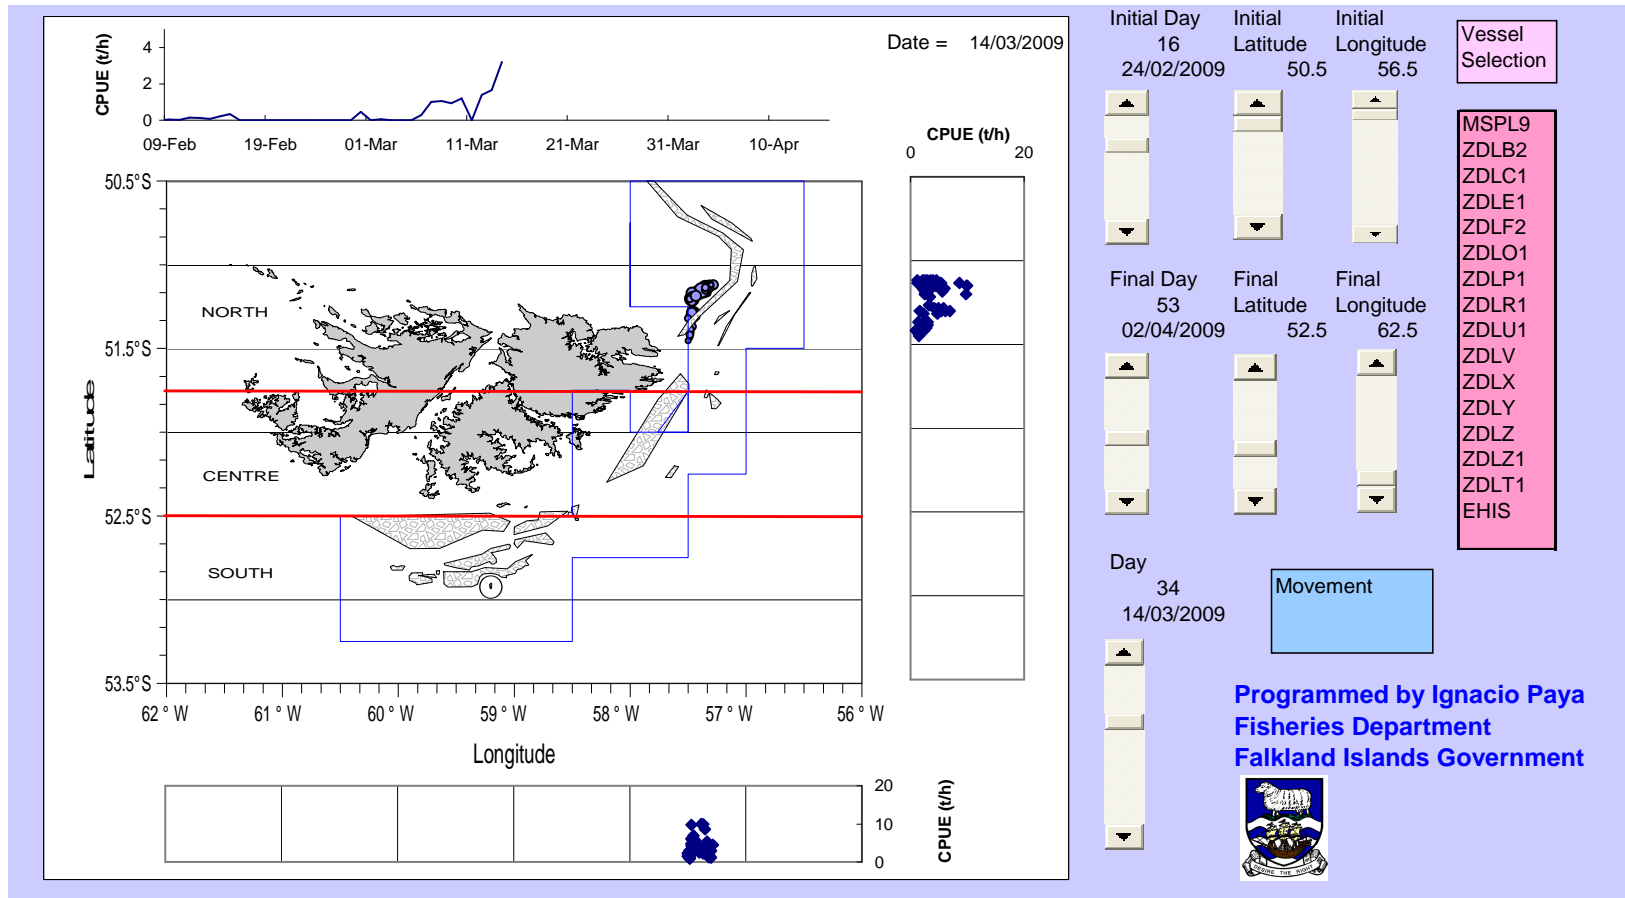 CPUE (t/h)
4
2
0
09-Feb 19-Feb 01-Mar 11-Mar 21-Mar 31-Mar 10-Apr
Date = 14/03/2009
CPUE (t/h)
0 20
50.5°S
51.5°S
52.5°S
53.5°S
Latitude
NORTH
CENTRE
SOUTH
62 ° W 61 ° W 60 ° W 59 ° W 58 ° W 57 ° W 56 ° W
Longitude
20
10
0
CPUE (t/h)
Initial Day
16
24/02/2009
Initial
Latitude
50.5
Initial
Longitude
56.5
Vessel
Selection
MSPL9
ZDLB2
ZDLC1
ZDLE1
ZDLF2
ZDLO1
ZDLP1
ZDLR1
ZDLU1
ZDLV
ZDLX
ZDLY
ZDLZ
ZDLZ1
ZDLT1
EHIS
Final Day
53
02/04/2009
Final
Latitude
52.5
Final
Longitude
62.5
Day
34
14/03/2009
Movement
Programmed by Ignacio Paya
Fisheries Department
Falkland Islands Government
DESIRE THE RIGHT